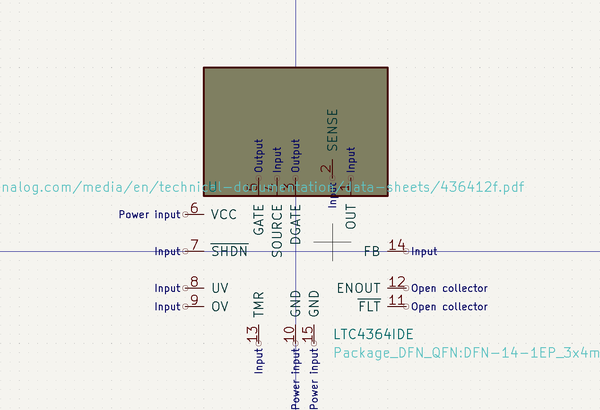 SENSE
2
Input
Output
Input
Output
Input
nalog.com/media/en/technical-documentation/data-sheets/436412f.pdf
Power input 6 VCC
GATE
SOURCE
DGATE
OUT
Input 7 SHDN
FB 14 Input
Input 8 UV
ENOUT 12 Open collector
Input 9 OV
FLT 11 Open collector
TMR
GND
GND
13
10
15
LTC4364IDE
Input
Power input
Power input
Package_DFN_QFN:DFN-14-1EP_3x4m